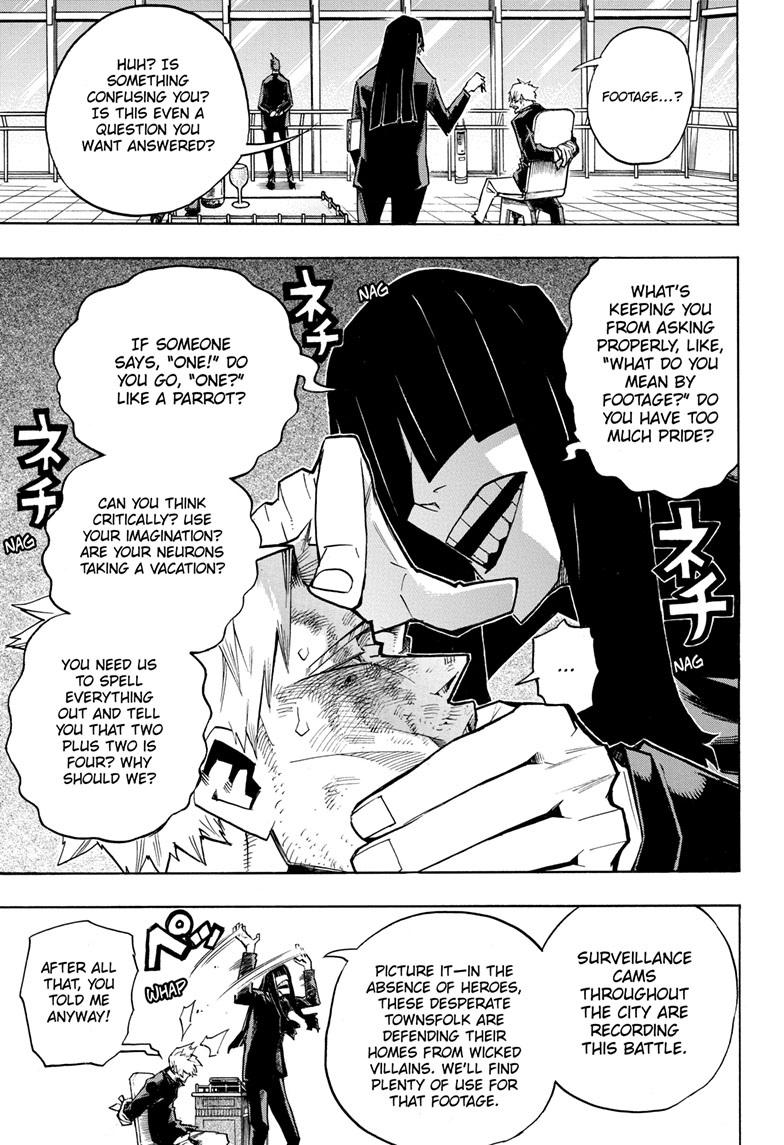 FOOTAGE...?
HUH? IS
SOMETHING
CONFUSING YOU?
IS THIS EVEN A
QUESTION YOU
WANT ANSWERED?
WHAT'S
KEEPING YOU
FROM ASKING
PROPERLY, LIKE,
"WHAT DO YOU
MEAN BY
FOOTAGE?" DO
YOU HAVE TOO
MUCH PRIDE?
ネチ
NAG
IF SOMEONE
SAYS, "ONE!" DO
YOU GO, "ONE?"
LIKE A PARROT?
ネチ
NAG
CAN YOU THINK
CRITICALLY? USE
YOUR IMAGINATION?
ARE YOUR NEURONS
TAKING A VACATION?
ネチ
NAG
...
YOU NEED US
TO SPELL
EVERYTHING
OUT AND TELL
YOU THAT TWO
PLUS TWO IS
FOUR? WHY
SHOULD WE?
SURVEILLANCE
CAMS
THROUGHOUT
THE CITY ARE
RECORDING
THIS BATTLE.
PICTURE IT—IN THE
ABSENCE OF HEROES,
THESE DESPERATE
TOWNSFOLK ARE
DEFENDING THEIR
HOMES FROM WICKED
VILLAINS. WE'LL FIND
PLENTY OF USE FOR
THAT FOOTAGE.
ペッ
WHAP
AFTER ALL
THAT, YOU
TOLD ME
ANYWAY!